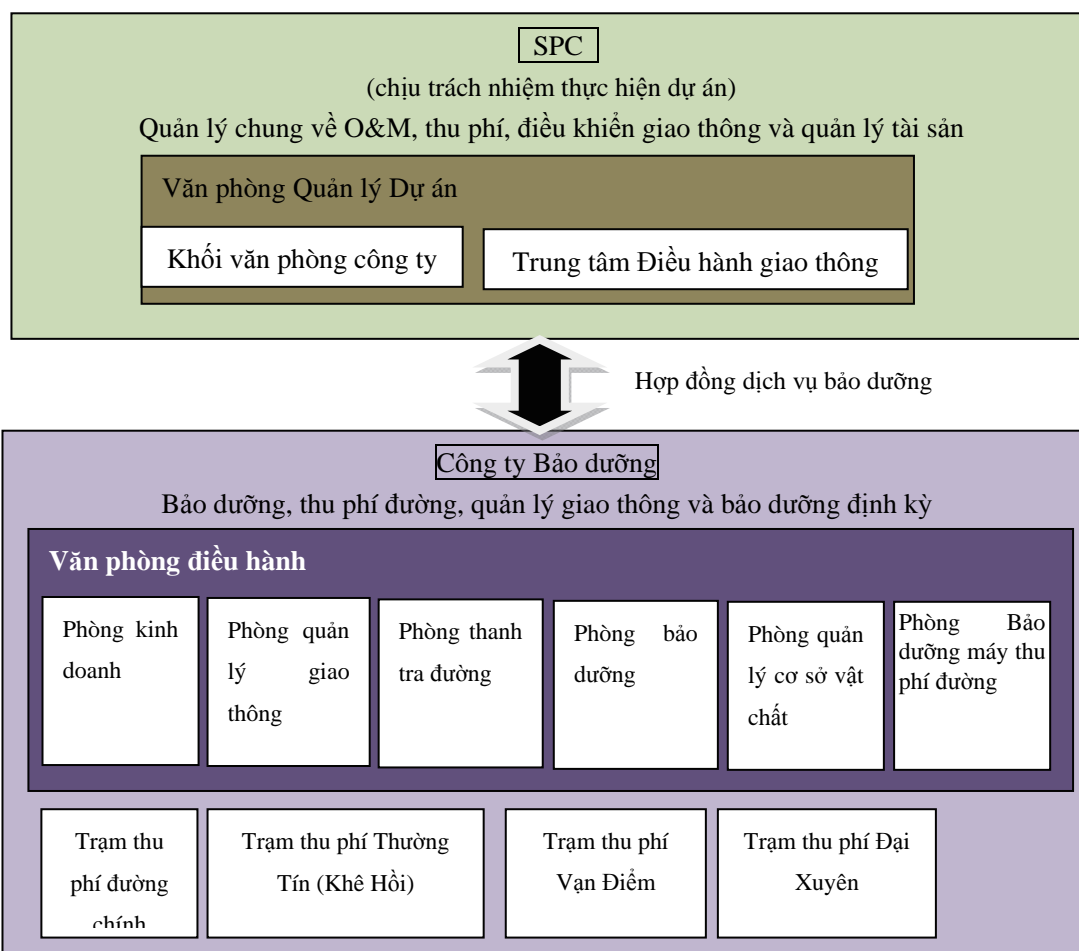 SPC
(chịu trách nhiệm thực hiện dự án)
Quản lý chung về O&M, thu phí, điều khiển giao thông và quản lý tài sản
Văn phòng Quản lý Dự án
Khối văn phòng công ty
Trung tâm Điều hành giao thông
Hợp đồng dịch vụ bảo dưỡng
Công ty Bảo dưỡng
Bảo dưỡng, thu phí đường, quản lý giao thông và bảo dưỡng định kỳ
Văn phòng điều hành
Phòng kinh
doanh
Phòng quản
lý giao
thông
Phòng thanh
tra đường
Phòng bảo
dưỡng
Phòng quản
lý cơ sở vật
chất
Phòng Bảo
dưỡng máy thu
phí đường
Trạm thu
phí đường
chính
Trạm thu phí Thường
Tín (Khê Hồi)
Trạm thu phí
Vạn Điểm
Trạm thu phí Đại
Xuyên